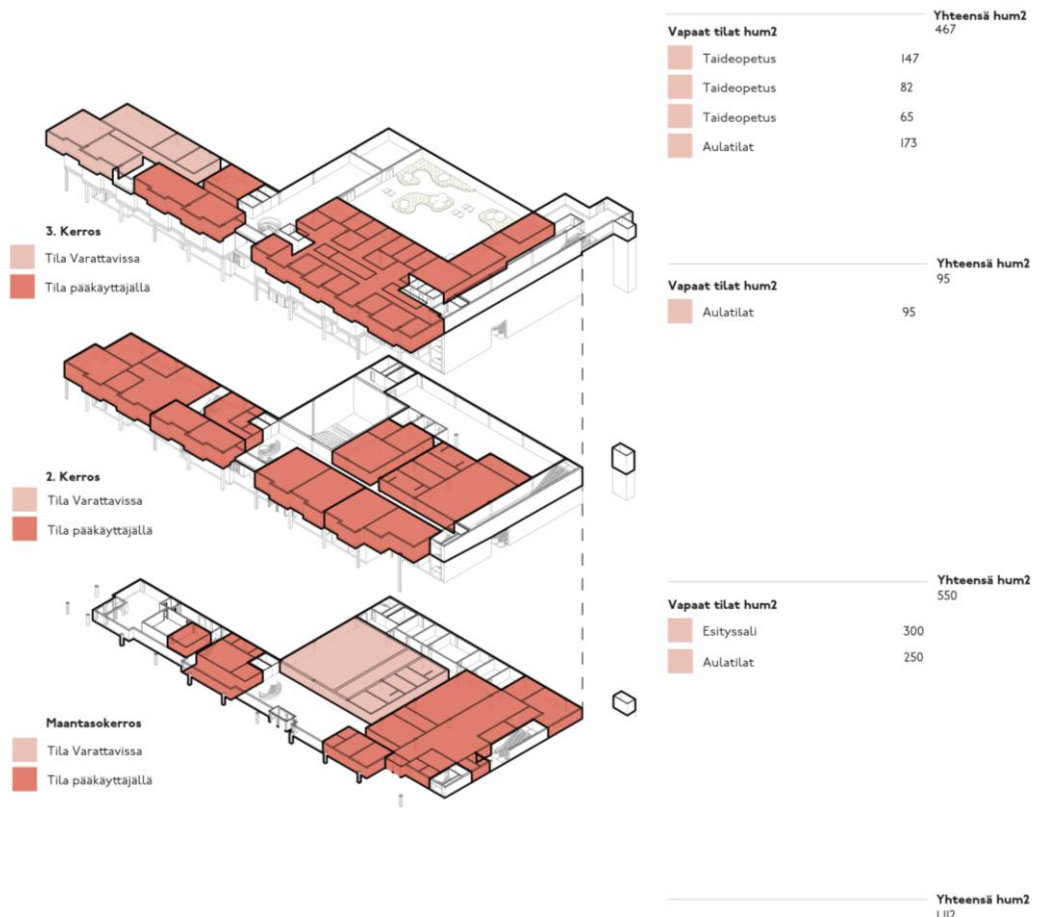 Yhteensä hum2
Vapaat tilat hum2 467
Taideopetus 147
Taideopetus 82
Taideopetus 65
Aulatilat 173
3. Kerros
Tila Varattavissa
Tila pääkäyttäjällä
Yhteensä hum2
Vapaat tilat hum2 95
Aulatilat 95
2. Kerros
Tila Varattavissa
Tila pääkäyttäjällä
Yhteensä hum2
Vapaat tilat hum2 550
Esityssali 300
Aulatilat 250
Maantasokerros
Tila Varattavissa
Tila pääkäyttäjällä
Yhteensä hum2
1112